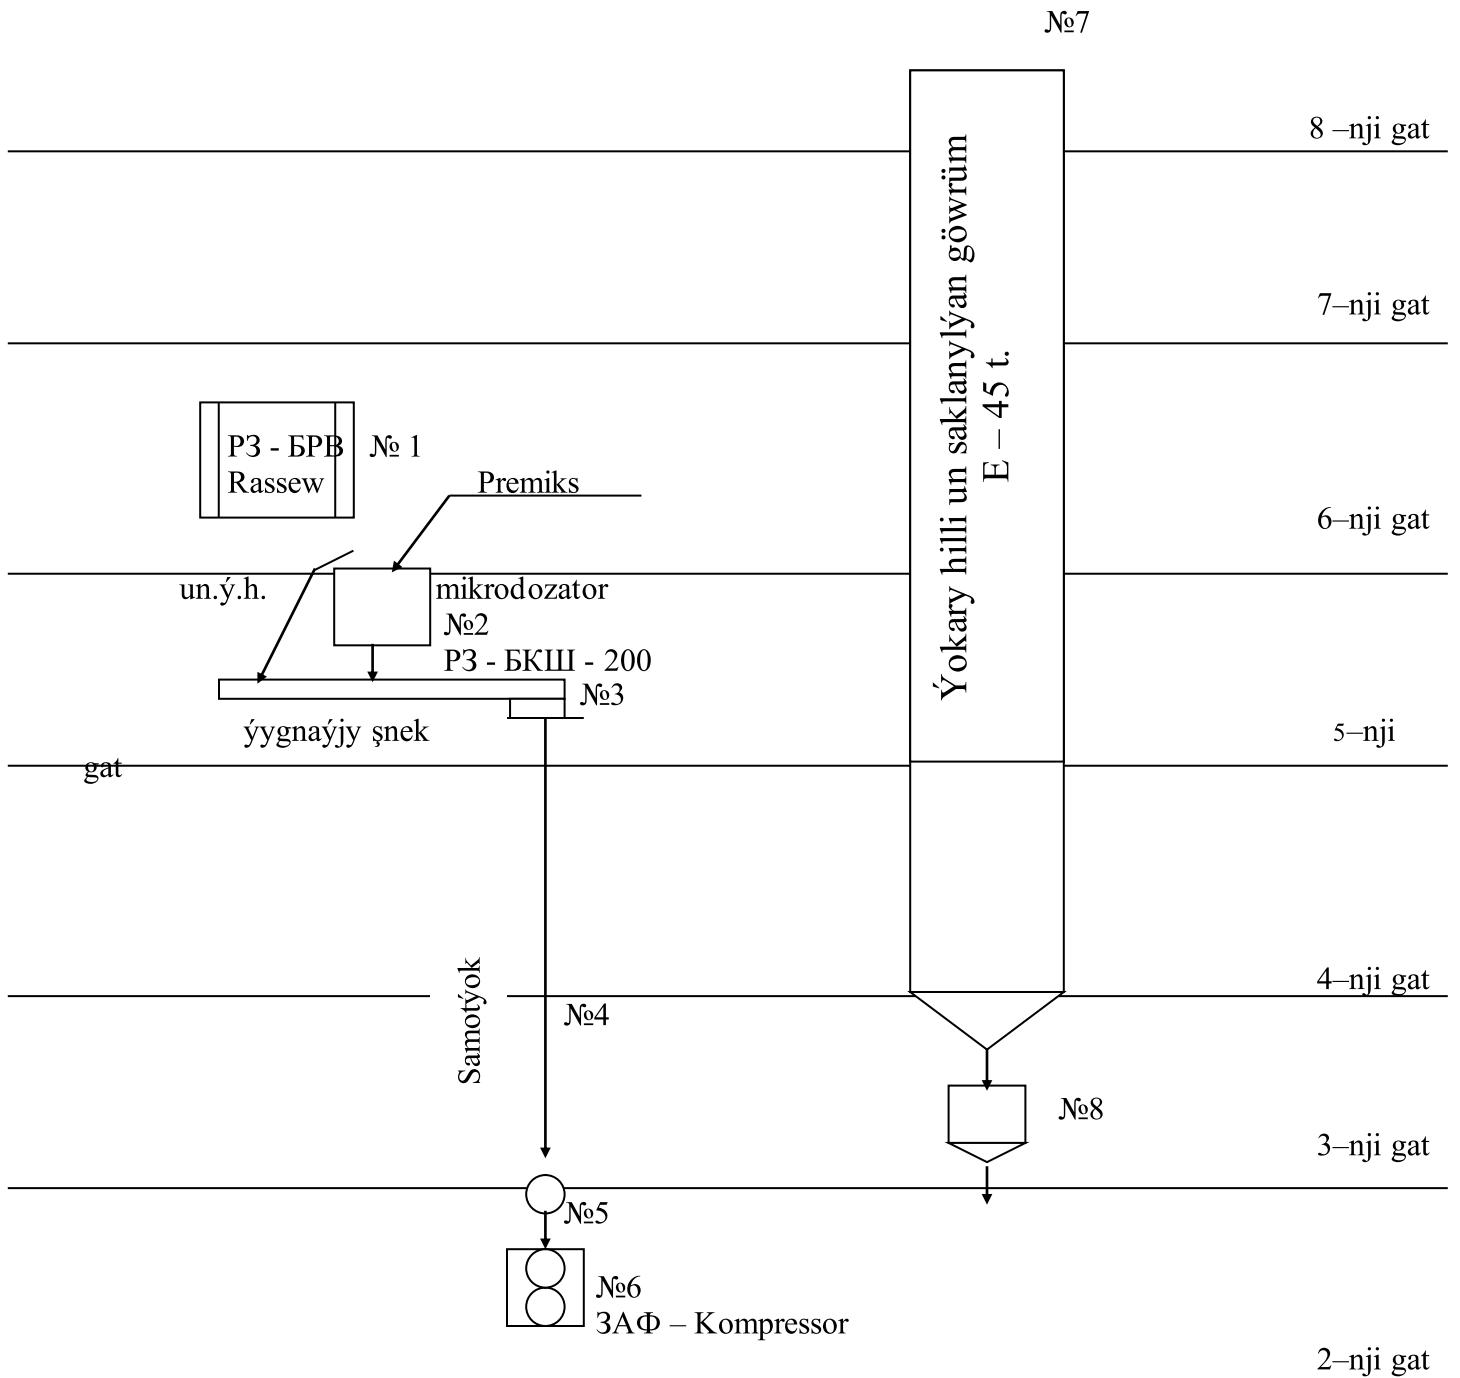 №7
8 –nji gat
Ýokary hilli un saklanylýan göwrüm
E – 45 t.
7–nji gat
РЗ - БРВ
Rassew
№ 1
Premiks
6–nji gat
un.ý.h.
mikrodozator
№2
РЗ - БКШ - 200
№3
ýygnaýjy şnek
5–nji
gat
Samotýok
4–nji gat
№4
№8
3–nji gat
№5
№6
ЗАФ – Kompressor
2–nji gat